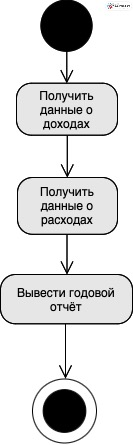 Получить
данные о
доходах
Получить
данные о
расходах
Вывести годовой
отчёт